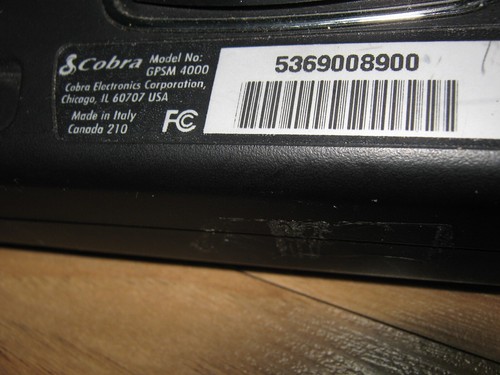 Cobra Model No:
GPSM 4000
Cobra Electronics Corporation,
Chicago, IL 60707 USA
Made in Italy
Canada 210
FC
5369008900